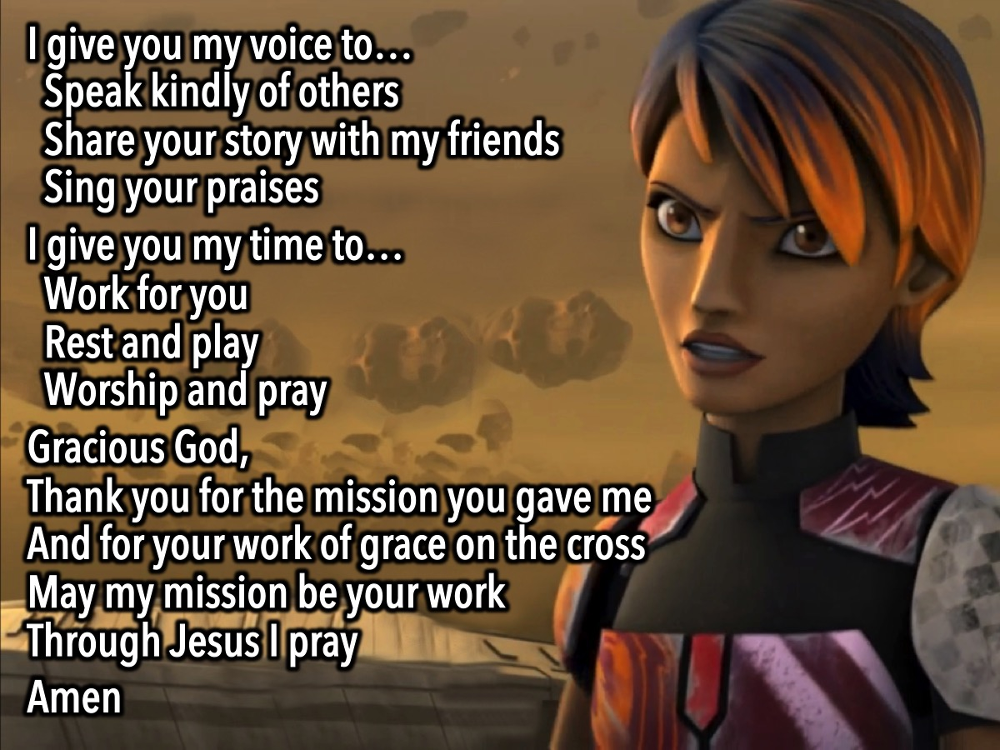 I give you my voice to...
Speak kindly of others
Share your story with my friends
Sing your praises
I give you my time to...
Work for you
Rest and play
Worship and pray
Gracious God,
Thank you for the mission you gave me
And for your work of grace on the cross
May my mission be your work
Through Jesus I pray
Amen